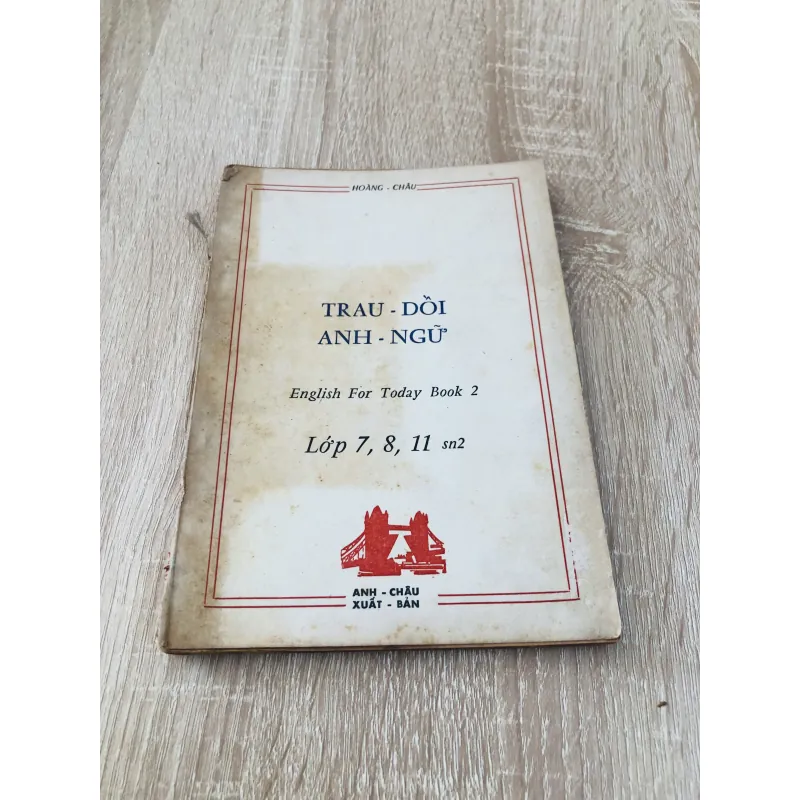 HOÀNG - CHÂU
TRAU - DỒI
ANH - NGỮ
English For Today Book 2
Lớp 7, 8, 11 sn2
ANH - CHÂU
XUẤT - BẢN